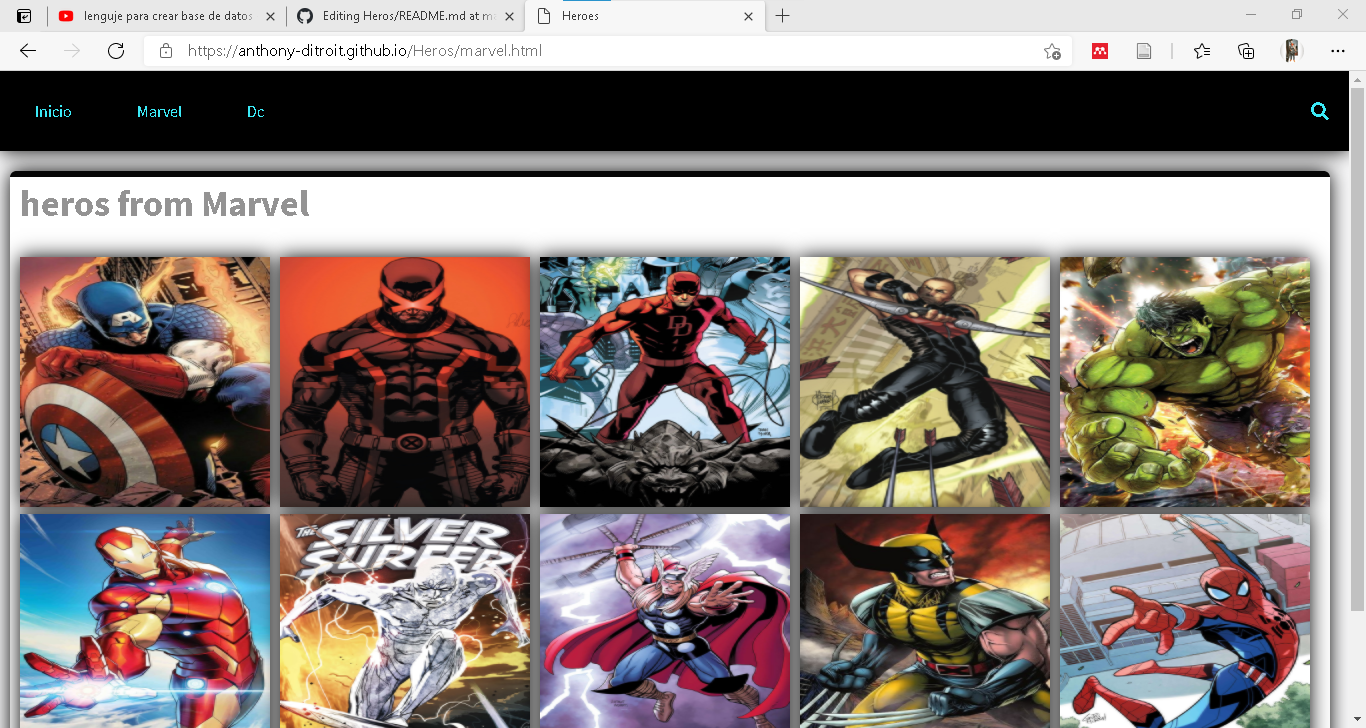 lenguje para crear base de datos
Editing Heros/README.md at m
Heroes
https://anthony-ditroit.github.io/Heros/marvel.html
Inicio
Marvel
Dc
heros from Marvel
DD
THE
SILVER
SURFER